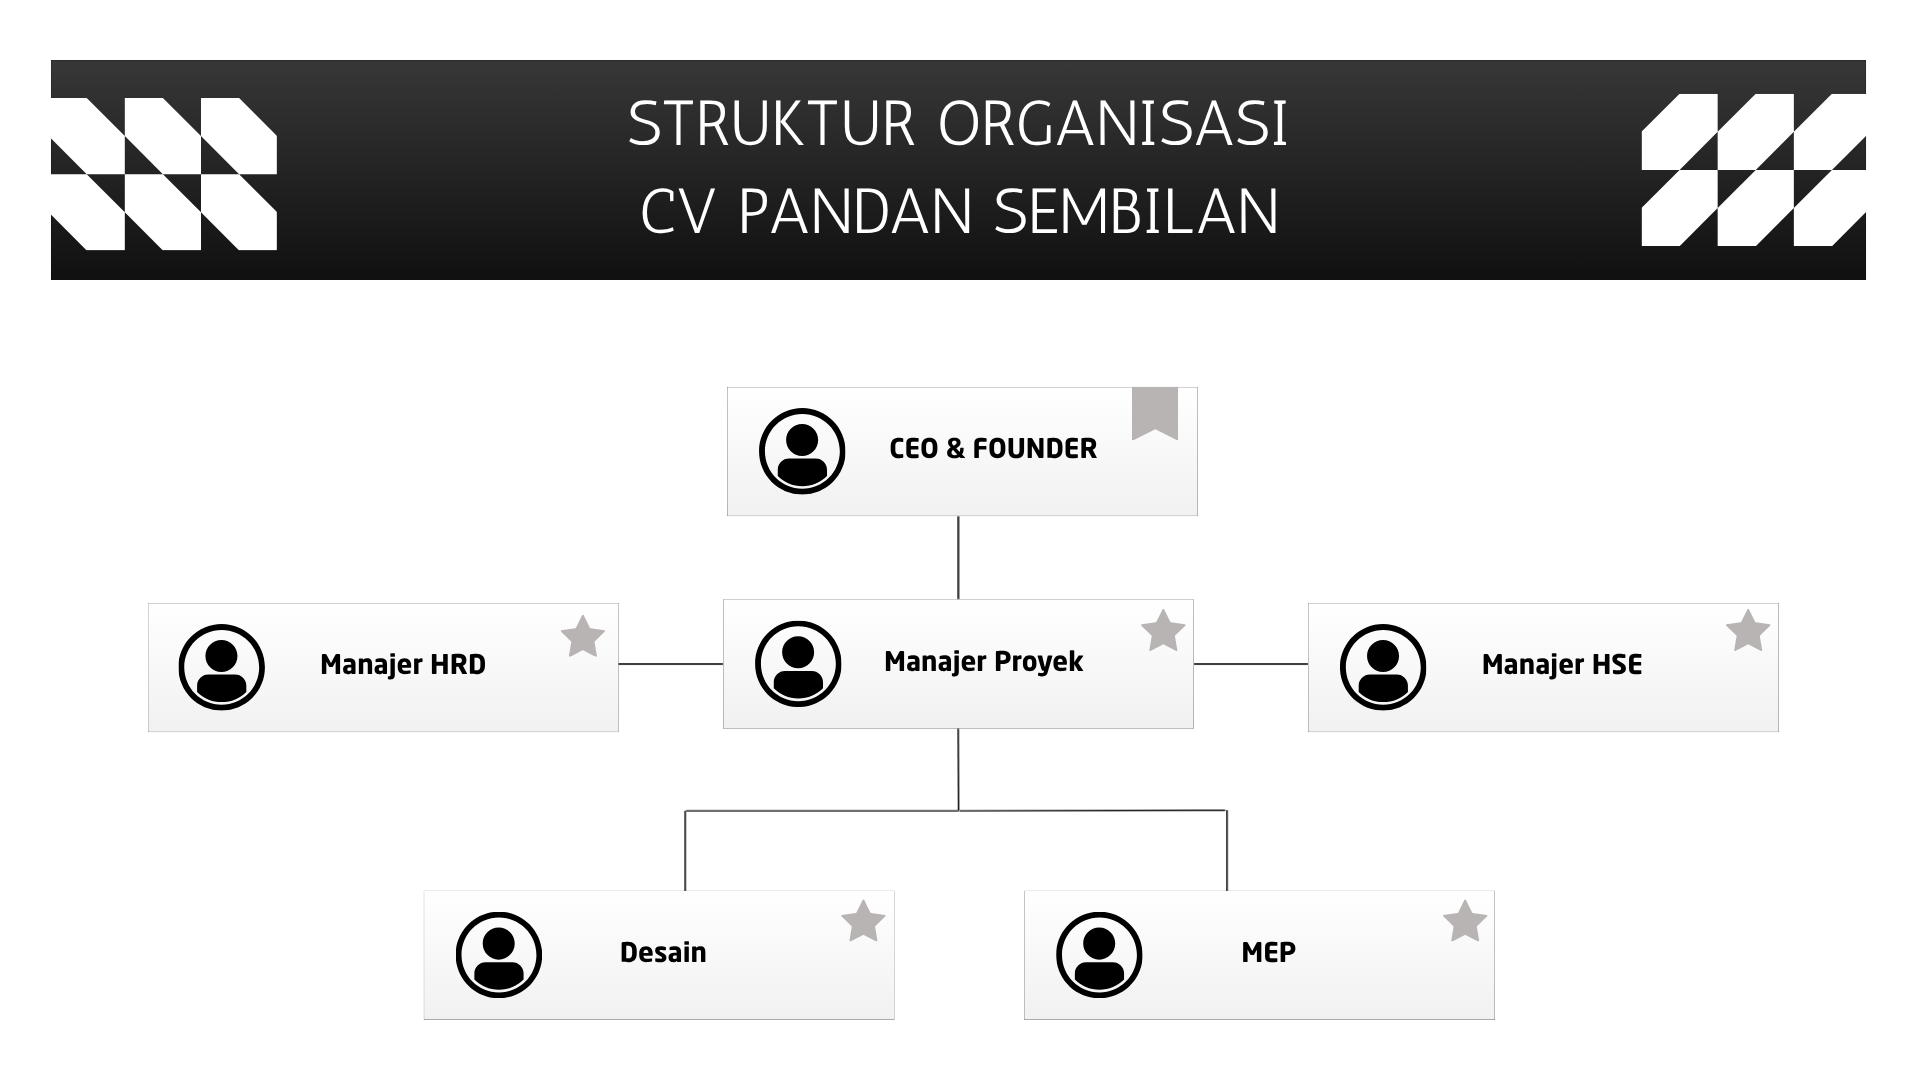 STRUKTUR ORGANISASI
CV PANDAN SEMBILAN
CEO & FOUNDER
Manajer HRD
Manajer Proyek
Manajer HSE
Desain
MEP